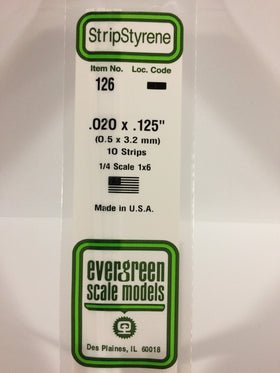 StripStyrene
Item No. Loc. Code
126
.020 x .125"
(0.5 x 3.2 mm)
10 Strips
1/4 Scale 1x6
Made in U.S.A.
evergreen
scale models
Des Plaines, IL 60018